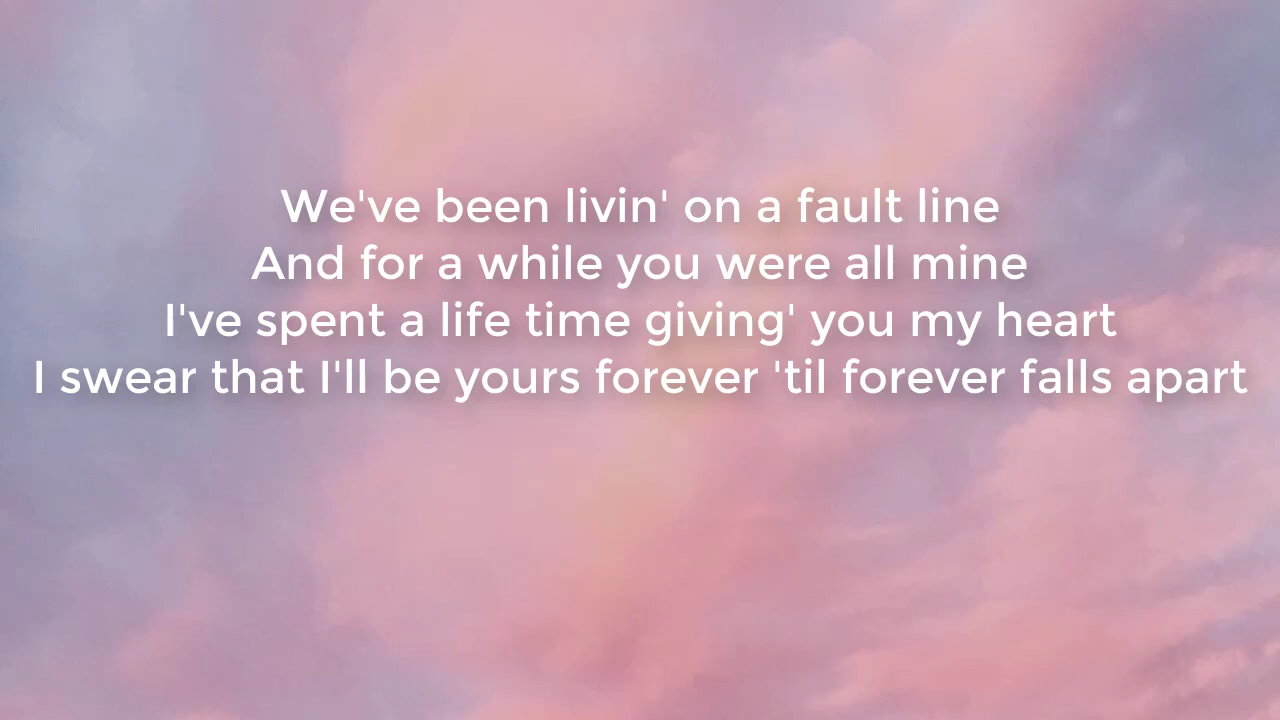 We've been livin' on a fault line
And for a while you were all mine
I've spent a life time giving' you my heart
I swear that I'll be yours forever 'til forever falls apart